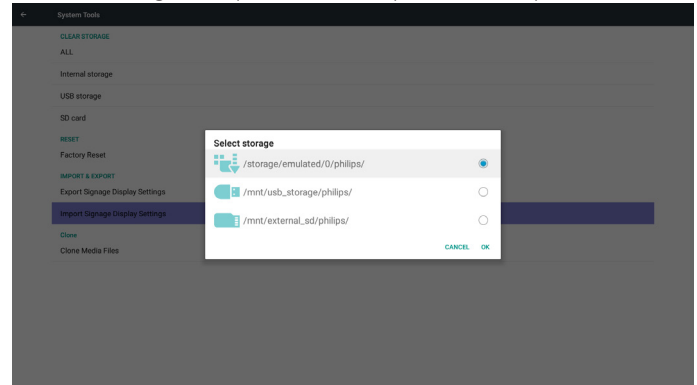 System Tools
CLEAR STORAGE
ALL
Internal storage
USB storage
SD card
RESET
Factory Reset
IMPORT & EXPORT
Export Signage Display Settings
Import Signage Display Settings
Clone
Clone Media Files
Select storage
/storage/emulated/0/philips/
/mnt/usb_storage/philips/
/mnt/external_sd/philips/
CANCEL OK